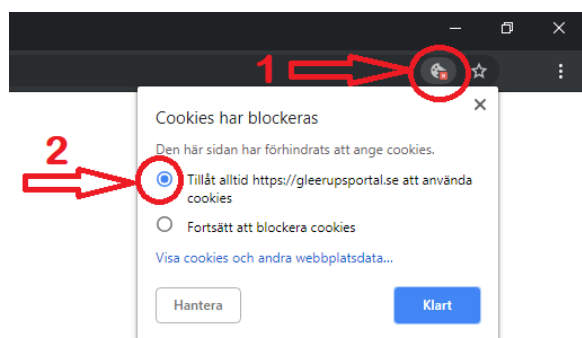 1
Cookies har blockeras
Den här sidan har förhindrats att ange cookies.
2
Tillåt alltid https://gleerupsportal.se att använda
cookies
Fortsätt att blockera cookies
Visa cookies och andra webbplatsdata...
Hantera
Klart